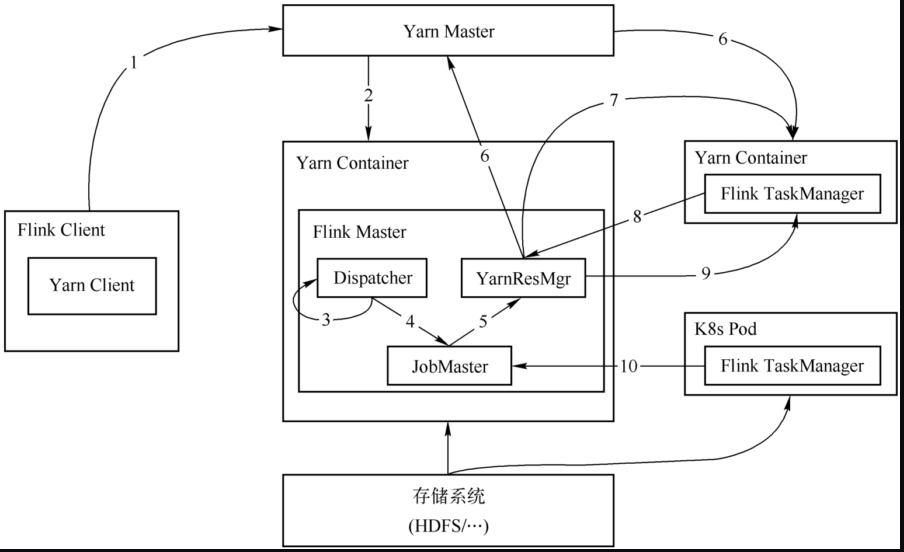 Yarn Master
1
6
2
7
Yarn Container
6
Yarn Container
Flink TaskManager
Flink Client
Yarn Client
Flink Master
8
Dispatcher
YarnResMgr
9
3
4
5
K8s Pod
JobMaster
10
Flink TaskManager
存储系统
(HDFS/…)